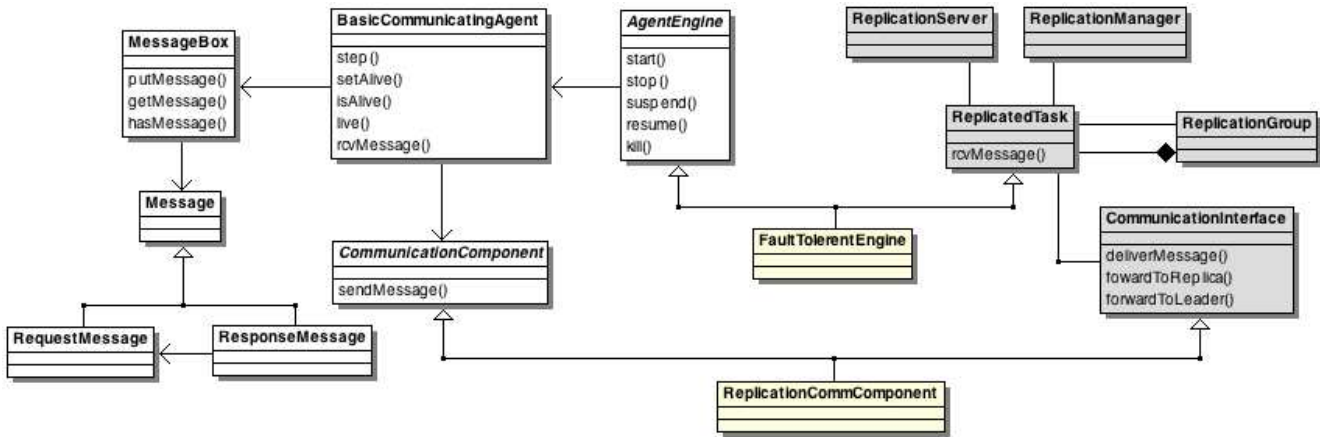 MessageBox
putMessage()
getMessage()
hasMessage()
BasicCommunicatingAgent
step()
setAlive()
isAlive()
live()
rcvMessage()
AgentEngine
start()
stop()
suspend()
resume()
kill()
ReplicationServer
ReplicationManager
ReplicatedTask
rcvMessage()
ReplicationGroup
Message
CommunicationComponent
sendMessage()
FaultTolerentEngine
CommunicationInterface
deliverMessage()
fowardToReplica()
forwardToLeader()
RequestMessage
ResponseMessage
ReplicationCommComponent